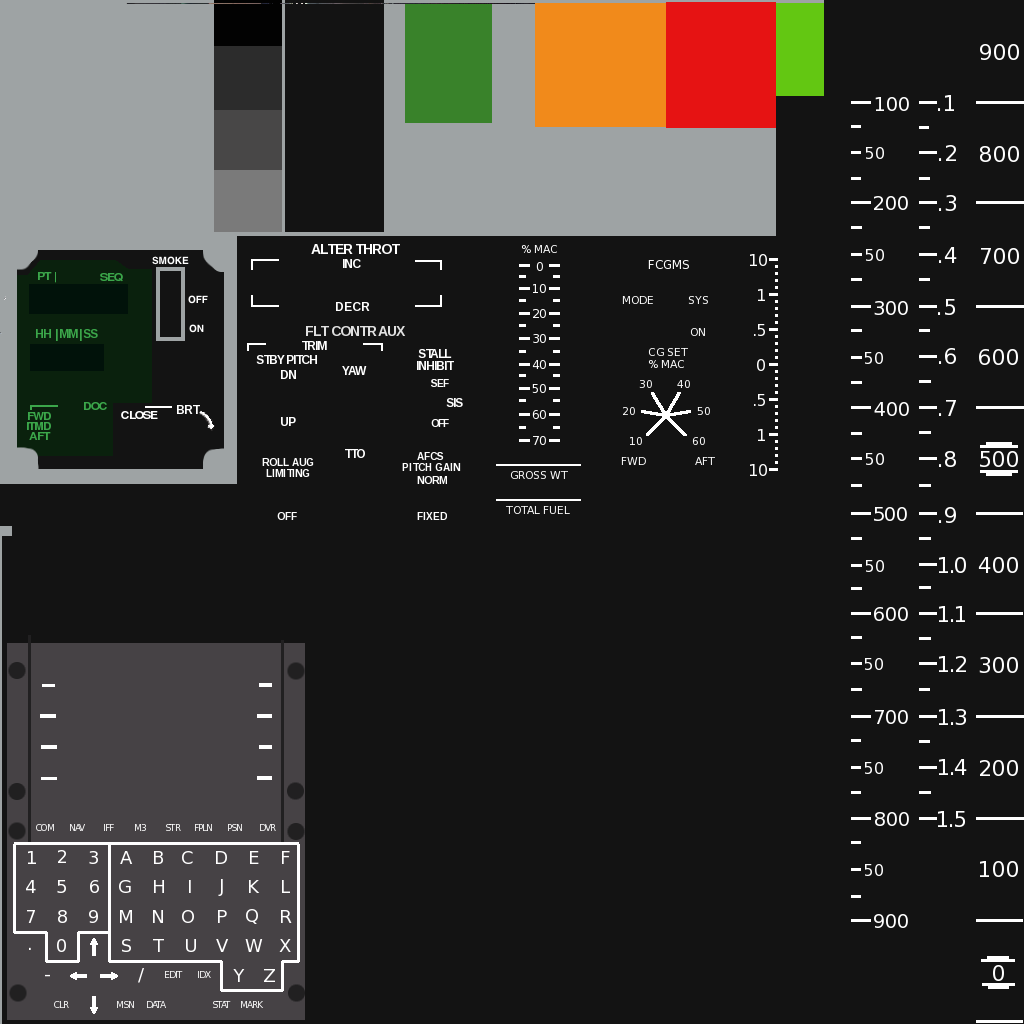 PT | SEQ
HH |MM|SS
DOC
FWD
ITMD
AFT
SMOKE
OFF
ON
CLOSE BRT
ALTER THROT
INC
DECR
FLT CONTR AUX
TRIM
STBY PITCH
DN
YAW
UP
TTO
ROLL AUG
LIMITING
OFF
STALL
INHIBIT
SEF
SIS
OFF
AFCS
PITCH GAIN
NORM
FIXED
% MAC
0
10
20
30
40
50
60
70
GROSS WT
TOTAL FUEL
FCGMS
MODE SYS
ON
CG SET
% MAC
30 40
20 50
10 60
FWD AFT
10
1
.5
0
.5
1
10
100
50
200
50
300
50
400
50
500
50
600
50
700
50
800
50
900
.1
.2
.3
.4
.5
.6
.7
.8
.9
1.0
1.1
1.2
1.3
1.4
1.5
900
800
700
600
500
400
300
200
100
0
COM NAV IFF M3 STR FPLN PSN DVR
1 2 3 A B C D E F
4 5 6 G H I J K L
7 8 9 M N O P Q R
. 0 S T U V W X
- / EDIT IDX Y Z
CLR MSN DATA STAT MARK